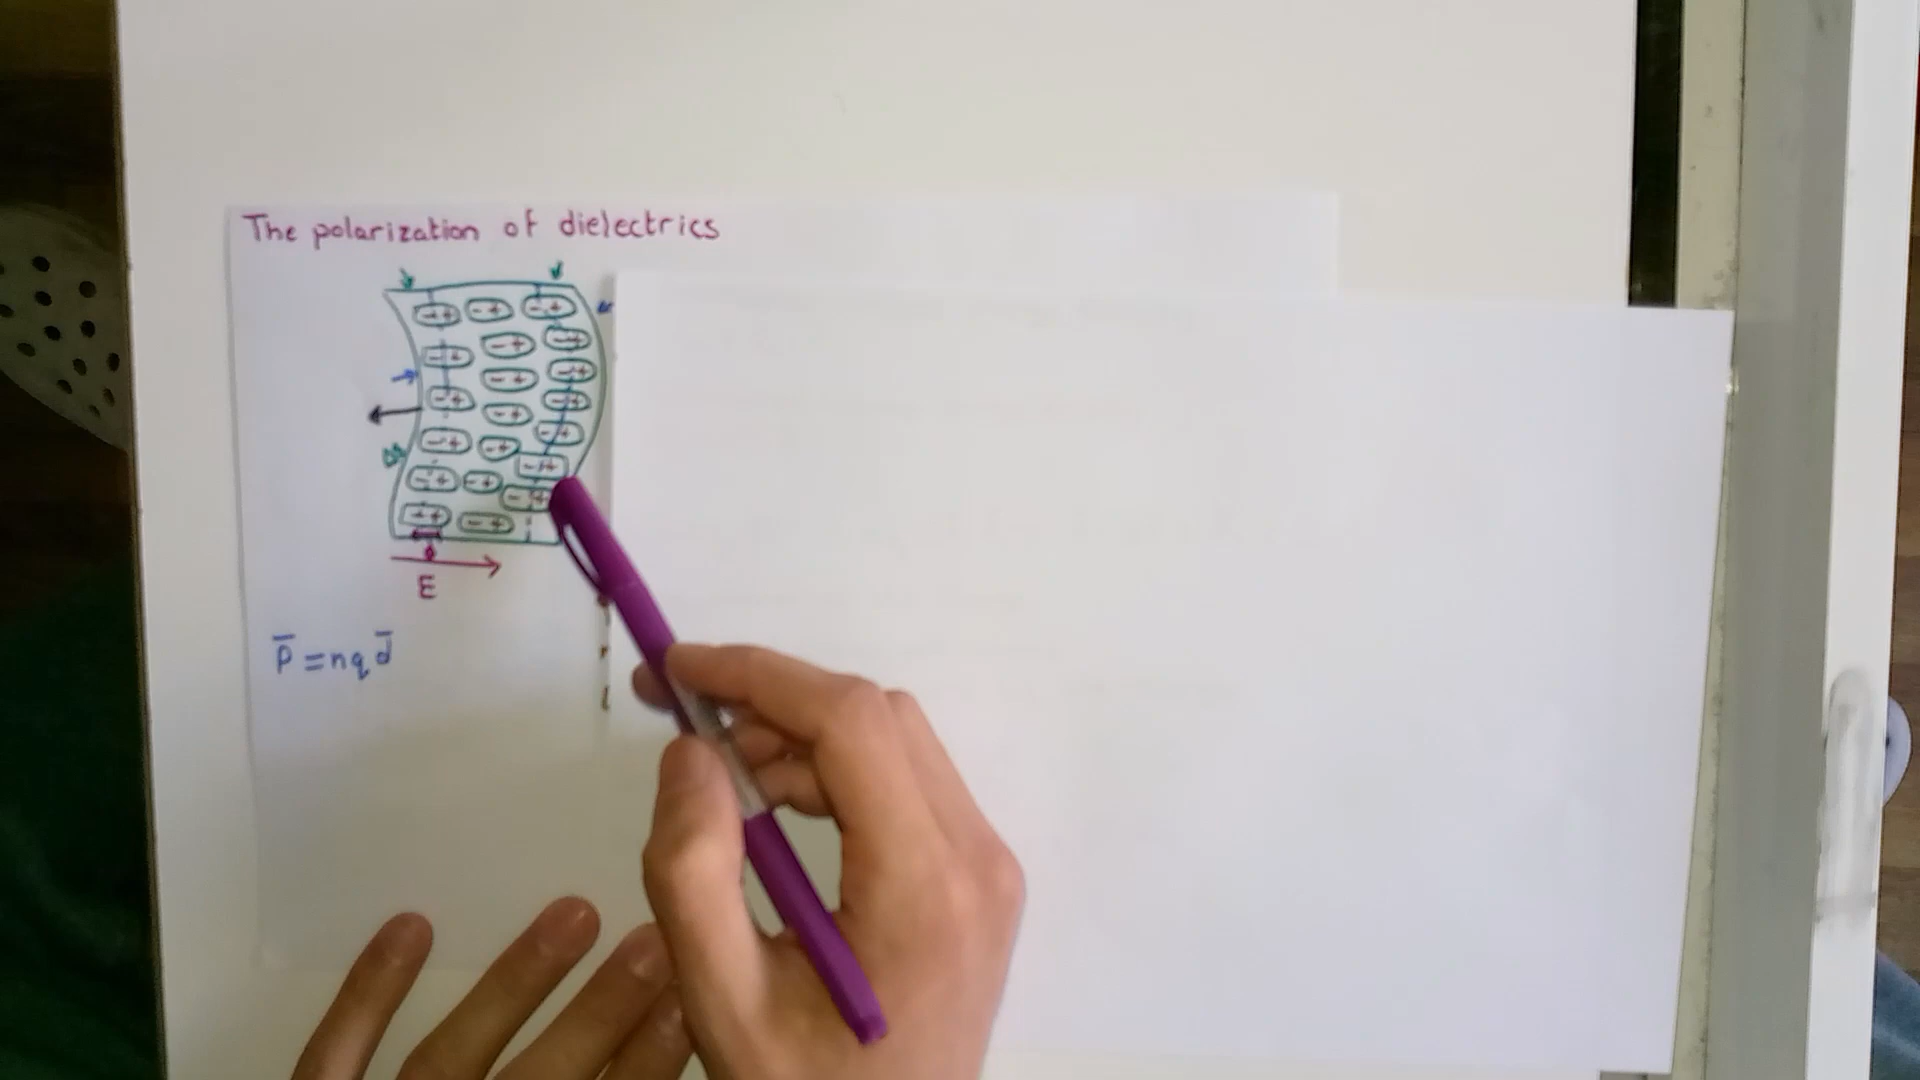 The polarization of dielectrics
E
P̅ = nqd̅